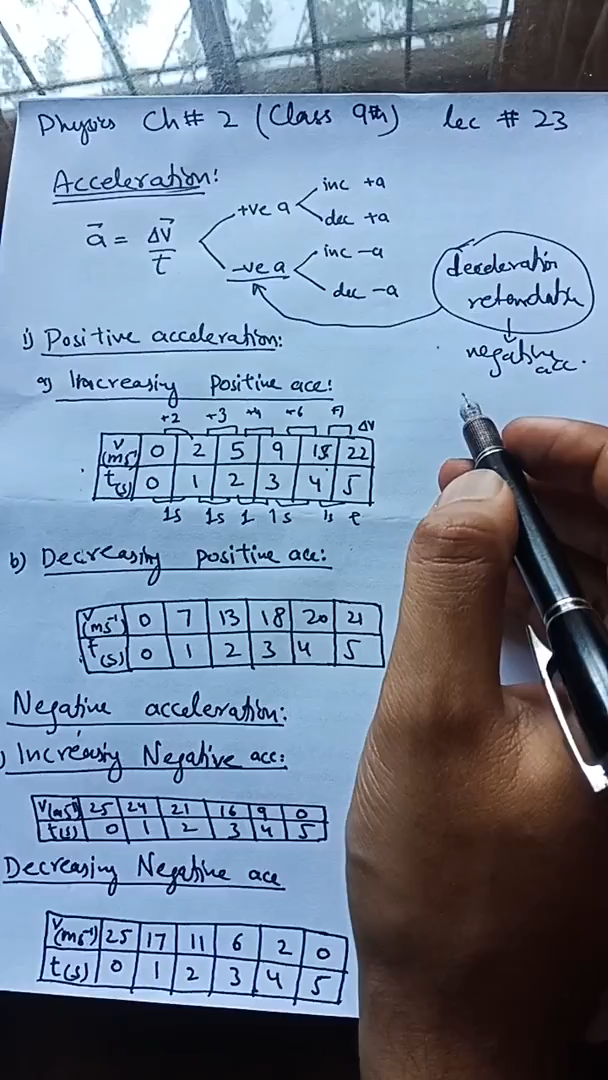 Physics Ch # 2 (Class 9th) lec # 23
Acceleration:
a = Δv/t
+ve a
inc +a
dec +a
-ve a
inc -a
dec -a
deceleration
negative acc.
i) Positive acceleration:
a) Increasing positive acc:
+2 +3 +4 +6 Δv
v (ms⁻¹) 0 2 5 9 15 22
t(s) 0 1 2 3 4 5
1s 1s 1 1s 1s t
b) Decreasing positive acc:
v(ms⁻¹) 0 7 13 18 20 21
t(s) 0 1 2 3 4 5
Negative acceleration:
) Increasing Negative acc:
v(ms⁻¹) 25 24 21 16 9 0
t(s) 0 1 2 3 4 5
Decreasing Negative acc
v(ms⁻¹) 25 17 11 6 2 0
t(s) 0 1 2 3 4 5